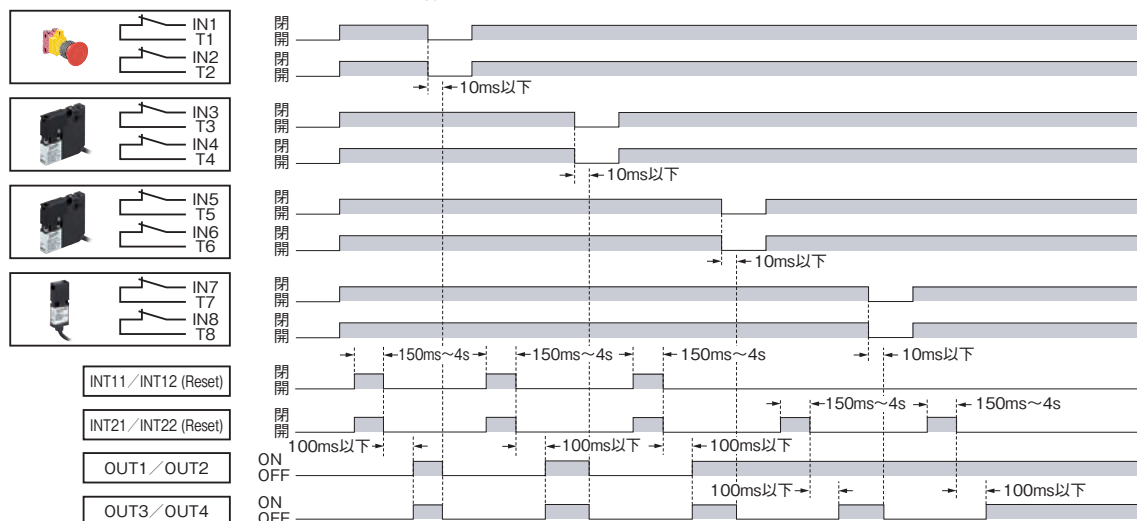 IN1
T1
IN2
T2
閉
開
閉
開
10ms以下
IN3
T3
IN4
T4
閉
開
閉
開
10ms以下
IN5
T5
IN6
T6
閉
開
閉
開
10ms以下
IN7
T7
IN8
T8
閉
開
閉
開
10ms以下
150ms～4s
150ms～4s
150ms～4s
INT11／INT12 (Reset)
閉
開
150ms～4s
150ms～4s
INT21／INT22 (Reset)
閉
開
100ms以下
100ms以下
100ms以下
OUT1／OUT2
ON
OFF
100ms以下
100ms以下
OUT3／OUT4
ON
OFF